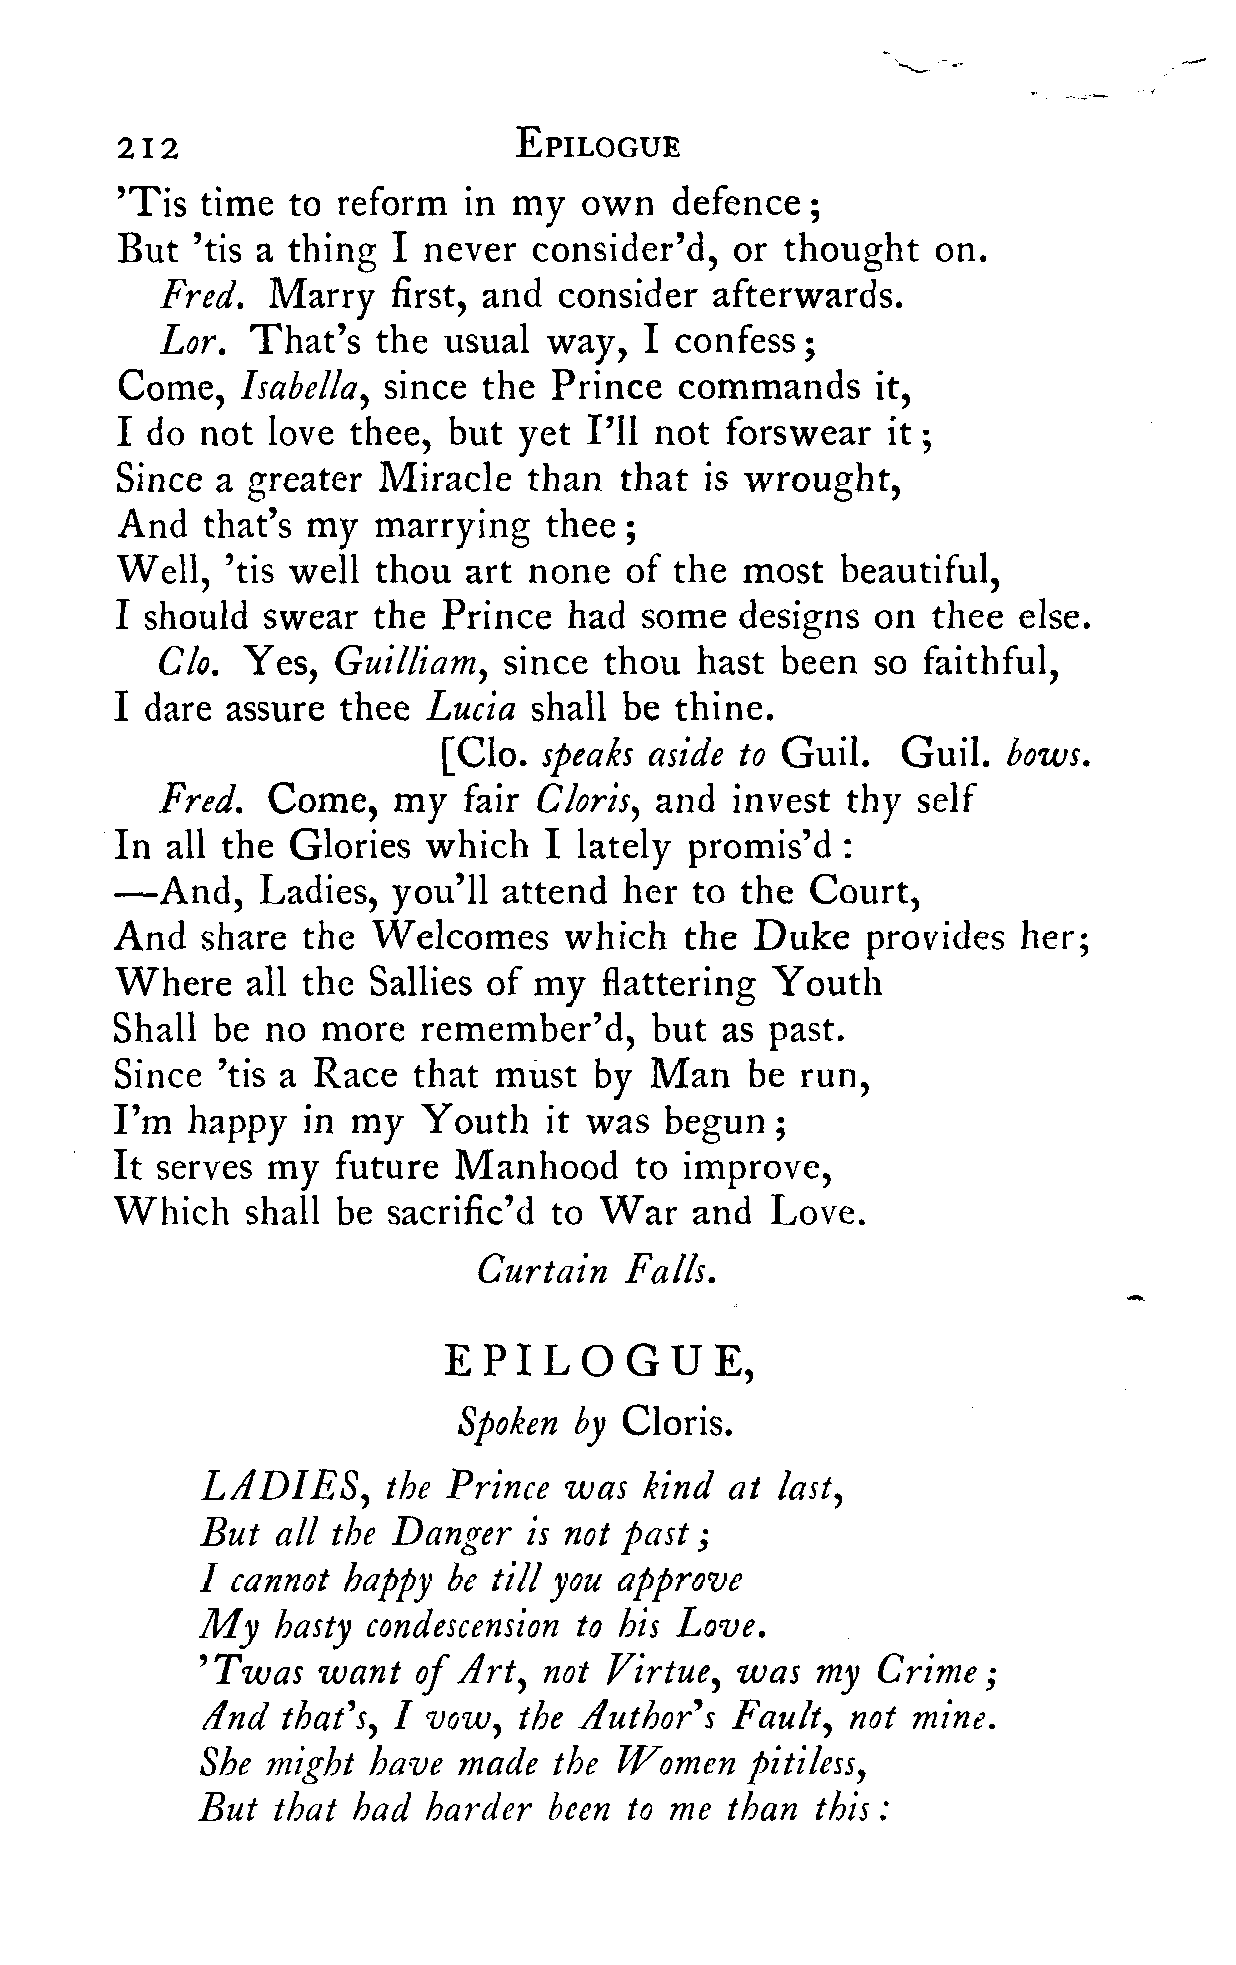 212 EPILOGUE
'Tis time to reform in my own defence ;
But 'tis a thing I never consider'd, or thought on.
Fred. Marry first, and consider afterwards.
Lor. That's the usual way, I confess ;
Come, Isabella, since the Prince commands it,
I do not love thee, but yet I'll not forswear it ;
Since a greater Miracle than that is wrought,
And that's my marrying thee ;
Well, 'tis well thou art none of the most beautiful,
I should swear the Prince had some designs on thee else.
Clo. Yes, Guilliam, since thou hast been so faithful,
I dare assure thee Lucia shall be thine.
[Clo. speaks aside to Guil. Guil. bows.
Fred. Come, my fair Cloris, and invest thy self
In all the Glories which I lately promis'd :
—And, Ladies, you'll attend her to the Court,
And share the Welcomes which the Duke provides her;
Where all the Sallies of my flattering Youth
Shall be no more remember'd, but as past.
Since 'tis a Race that must by Man be run,
I'm happy in my Youth it was begun ;
It serves my future Manhood to improve,
Which shall be sacrific'd to War and Love.
Curtain Falls.
EPILOGUE,
Spoken by Cloris.
LADIES, the Prince was kind at last,
But all the Danger is not past ;
I cannot happy be till you approve
My hasty condescension to his Love.
'Twas want of Art, not Virtue, was my Crime ;
And that's, I vow, the Author's Fault, not mine.
She might have made the Women pitiless,
But that had harder been to me than this :